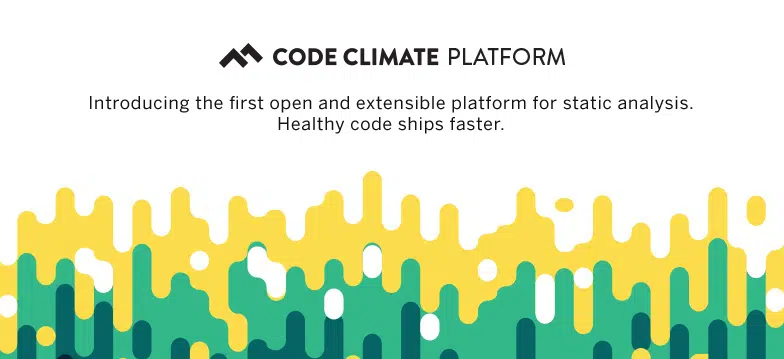 CODE CLIMATE PLATFORM
Introducing the first open and extensible platform for static analysis.
Healthy code ships faster.